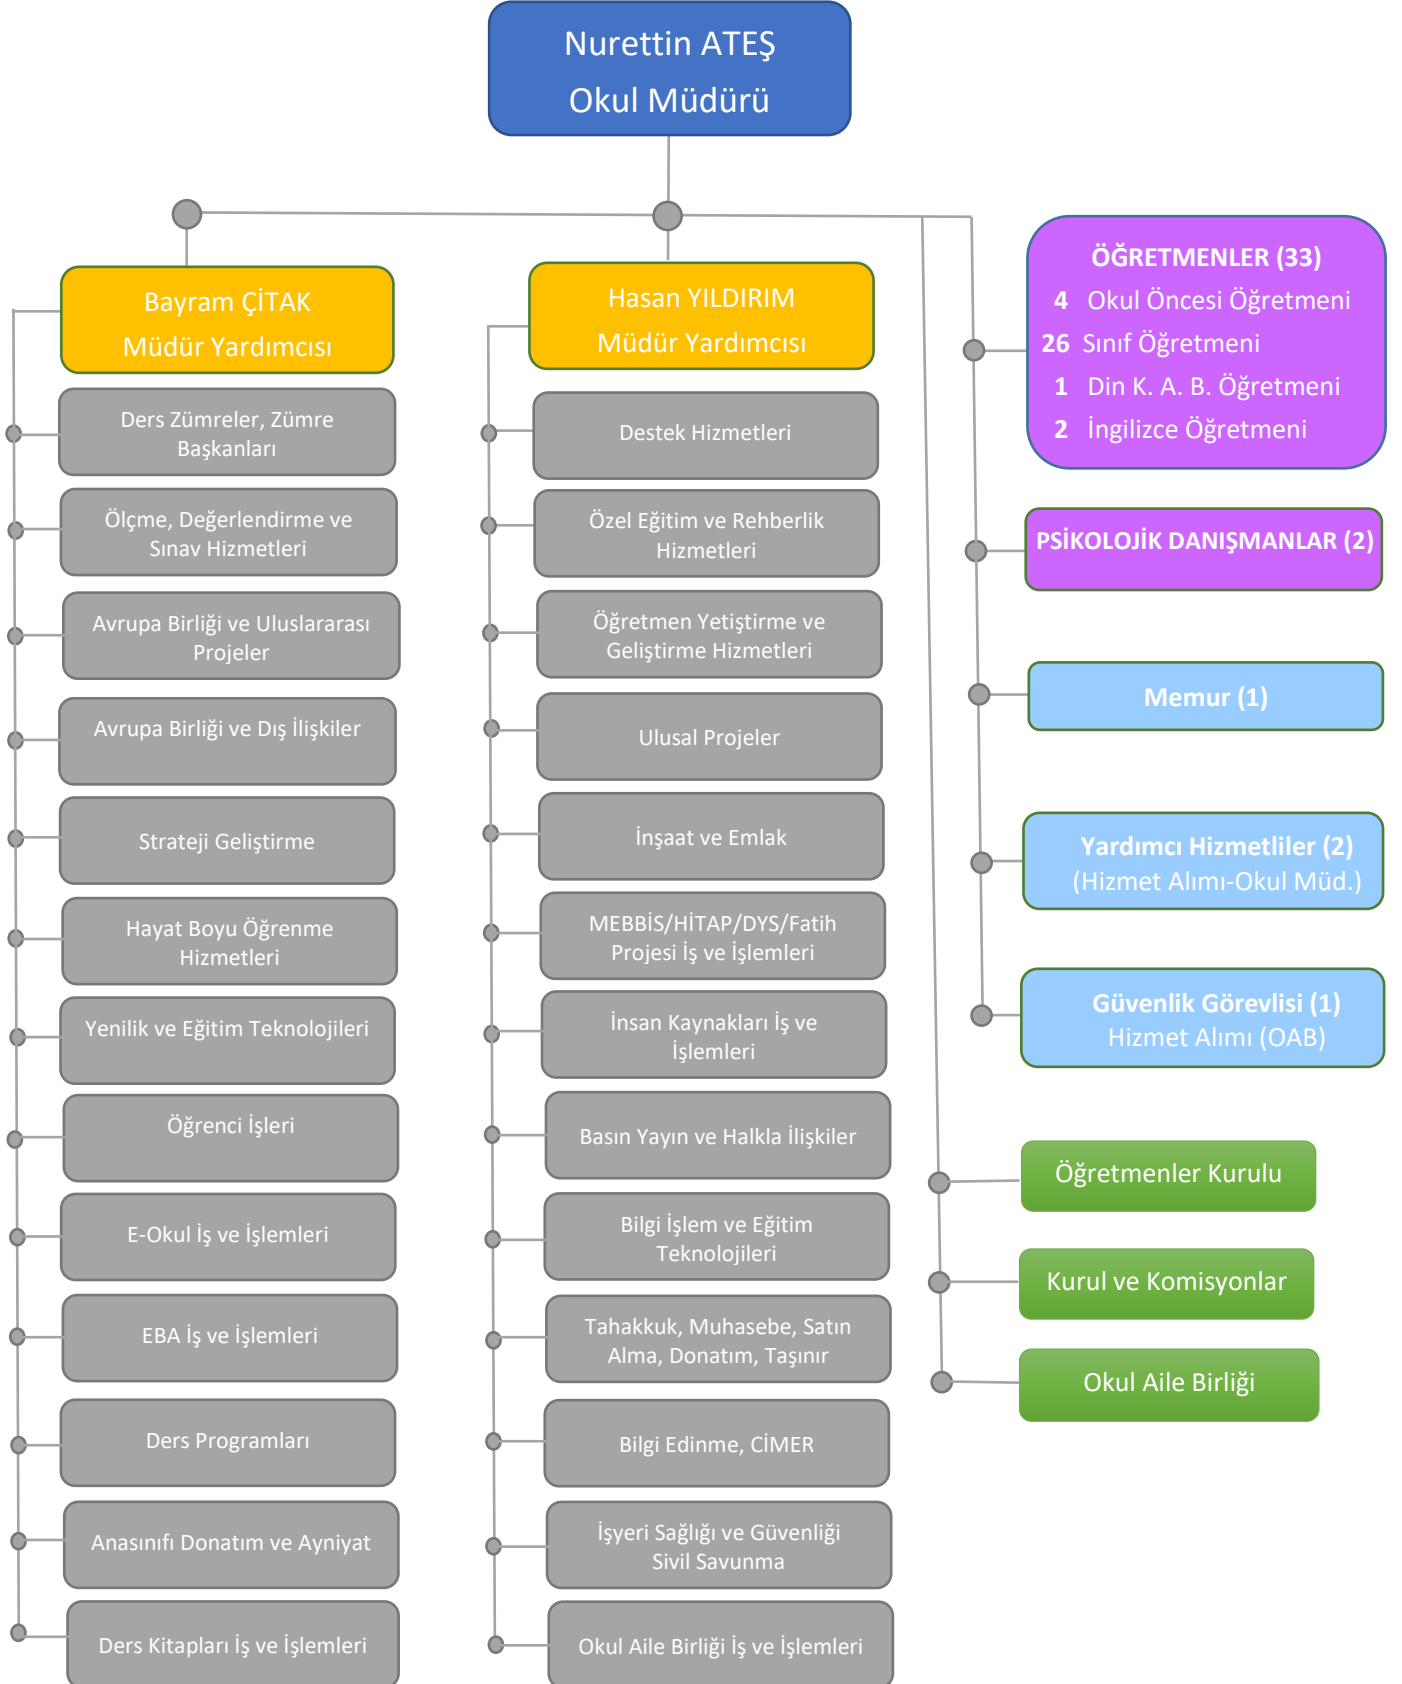 Nurettin ATEŞ
Okul Müdürü
Bayram ÇİTAK
Müdür Yardımcısı
Ders Zümreler, Zümre
Başkanları
Ölçme, Değerlendirme ve
Sınav Hizmetleri
Avrupa Birliği ve Uluslararası
Projeler
Avrupa Birliği ve Dış İlişkiler
Strateji Geliştirme
Hayat Boyu Öğrenme
Hizmetleri
Yenilik ve Eğitim Teknolojileri
Öğrenci İşleri
E-Okul İş ve İşlemleri
EBA İş ve İşlemleri
Ders Programları
Anasınıfı Donatım ve Ayniyat
Ders Kitapları İş ve İşlemleri
Hasan YILDIRIM
Müdür Yardımcısı
Destek Hizmetleri
Özel Eğitim ve Rehberlik
Hizmetleri
Öğretmen Yetiştirme ve
Geliştirme Hizmetleri
Ulusal Projeler
İnşaat ve Emlak
MEBBİS/HİTAP/DYS/Fatih
Projesi İş ve İşlemleri
İnsan Kaynakları İş ve
İşlemleri
Basın Yayın ve Halkla İlişkiler
Bilgi İşlem ve Eğitim
Teknolojileri
Tahakkuk, Muhasebe, Satın
Alma, Donatım, Taşınır
Bilgi Edinme, CİMER
İşyeri Sağlığı ve Güvenliği
Sivil Savunma
Okul Aile Birliği İş ve İşlemleri
ÖĞRETMENLER (33)
4 Okul Öncesi Öğretmeni
26 Sınıf Öğretmeni
1 Din K. A. B. Öğretmeni
2 İngilizce Öğretmeni
PSİKOLOJİK DANIŞMANLAR (2)
Memur (1)
Yardımcı Hizmetliler (2)
(Hizmet Alımı-Okul Müd.)
Güvenlik Görevlisi (1)
Hizmet Alımı (OAB)
Öğretmenler Kurulu
Kurul ve Komisyonlar
Okul Aile Birliği